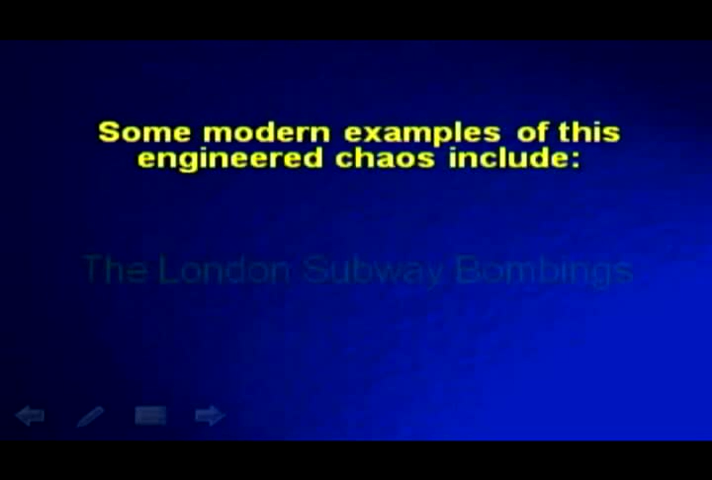 Some modern examples of this
engineered chaos include:
The London Subway Bombings